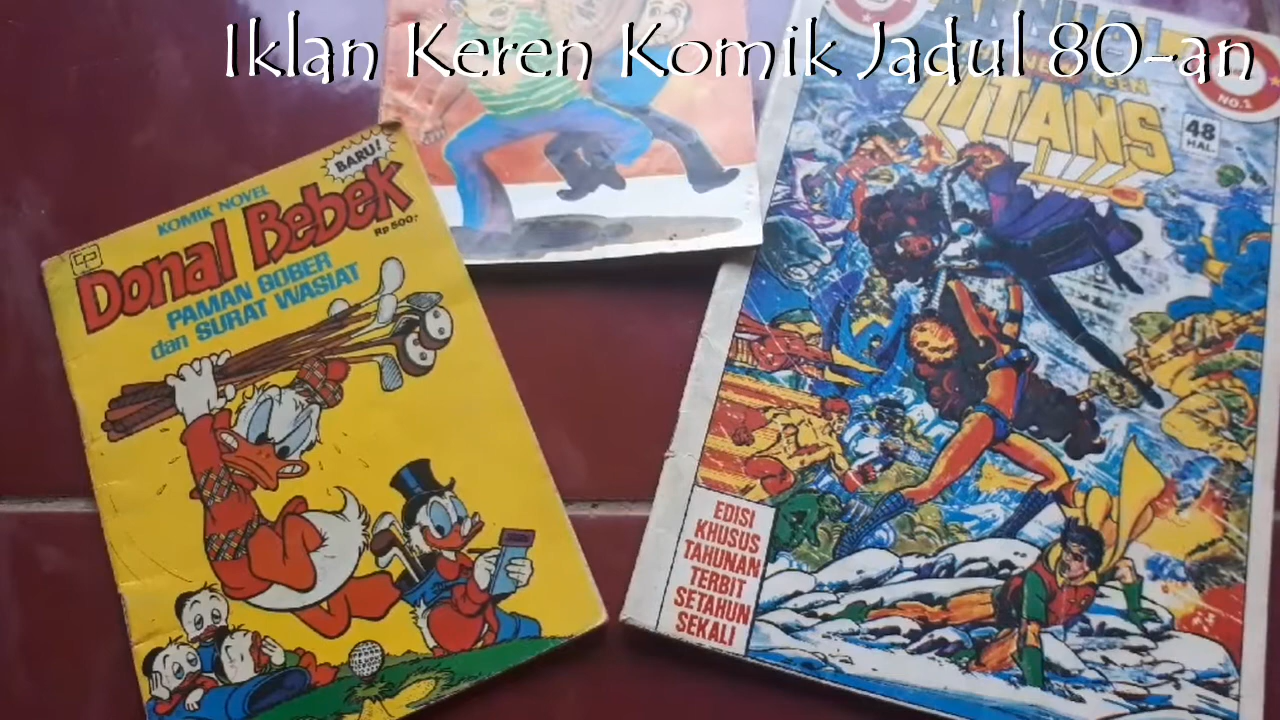 Iklan Keren Komik Jadul 80-an
BARU!
KOMIK NOVEL
Donal Bebek
Rp 500,-
PAMAN GOBER
dan SURAT WASIAT
ANNUAL
TEEN
TITANS
NO.1
48
HAL.
EDISI
KHUSUS
TAHUNAN
TERBIT
SETAHUN
SEKALI